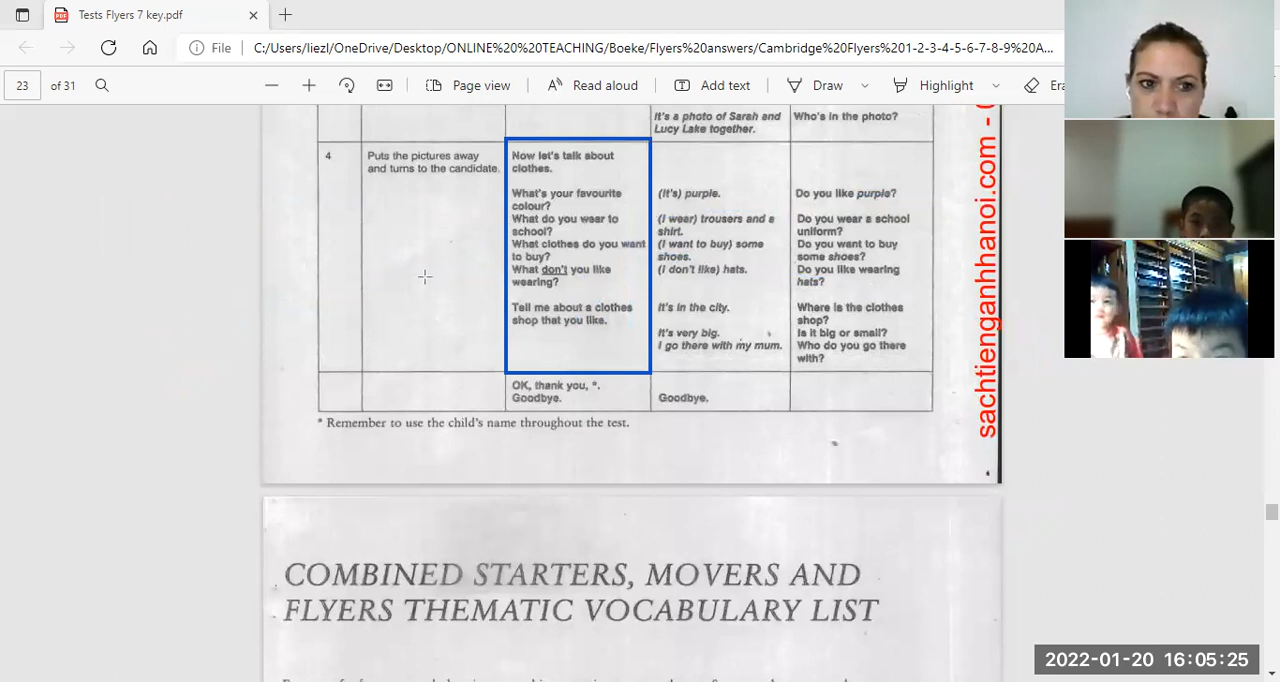 Tests Flyers 7 key.pdf
File
C:/Users/liezl/OneDrive/Desktop/ONLINE%20%20TEACHING/Boeke/Flyers%20answers/Cambridge%20Flyers%201-2-3-4-5-6-7-8-9%20A...
23 of 31
Page view
Read aloud
Add text
Draw
Highlight
Era
It's a photo of Sarah and
Lucy Lake together.
Who's in the photo?
4
Puts the pictures away
and turns to the candidate.
Now let's talk about
clothes.
What's your favourite
colour?
What do you wear to
school?
What clothes do you want
to buy?
What don't you like
wearing?
Tell me about a clothes
shop that you like.
(It's) purple.
(I wear) trousers and a
shirt.
(I want to buy) some
shoes.
(I don't like) hats.
It's in the city.
It's very big.
I go there with my mum.
Do you like purple?
Do you wear a school
uniform?
Do you want to buy
some shoes?
Do you like wearing
hats?
Where is the clothes
shop?
Is it big or small?
Who do you go there
with?
OK, thank you, *.
Goodbye.
Goodbye.
* Remember to use the child's name throughout the test.
sachtienganhhanoi.com - (
COMBINED STARTERS, MOVERS AND
FLYERS THEMATIC VOCABULARY LIST
2022-01-20 16:05:25